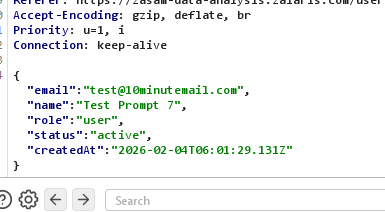 Referer: https://zasam-data-analysis.zalaris.com/user
Accept-Encoding: gzip, deflate, br
Priority: u=1, i
Connection: keep-alive
{
"email":"test@10minutemail.com",
"name":"Test Prompt 7",
"role":"user",
"status":"active",
"createdAt":"2026-02-04T06:01:29.131Z"
}
Search